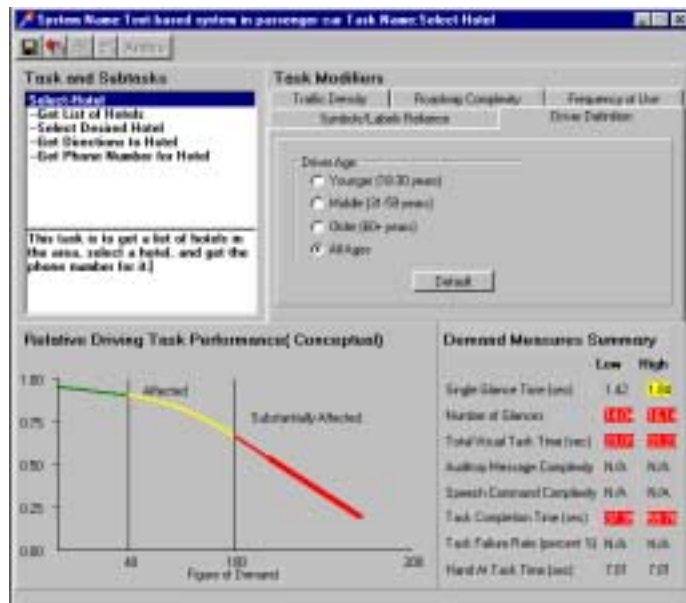 System Name: Text-based system in passenger car Task Name: Select-Hotel
Task and Subtasks
Select-Hotel
--Get List of Hotels
--Select Desired Hotel
--Get Directions to Hotel
--Get Phone Number for Hotel
This task is to get a list of hotels in
the area, select a hotel, and get the
phone number for it.
Task Modifiers
Traffic Density
Roadway Complexity
Frequency of Use
Symbols/Labels Reliance
Driver Definition
Driver Age
Younger (18-30 years)
Middle (31-59 years)
Older (60+ years)
All Ages
Default
Relative Driving Task Performance( Conceptual)
1.00
Affected
0.75
Substantially Affected
0.50
0.25
0.00
40
100
200
Figure of Demand
Demand Measures Summary
Low High
Single Glance Time (sec) 1.42 1.84
Number of Glances
Total Visual Task Time (sec)
Auditory Message Complexity N/A N/A
Speech Command Complexity N/A N/A
Task Completion Time (sec)
Task Failure Rate (percent %) N/A N/A
Hand At Task Time (sec) 7.01 7.01